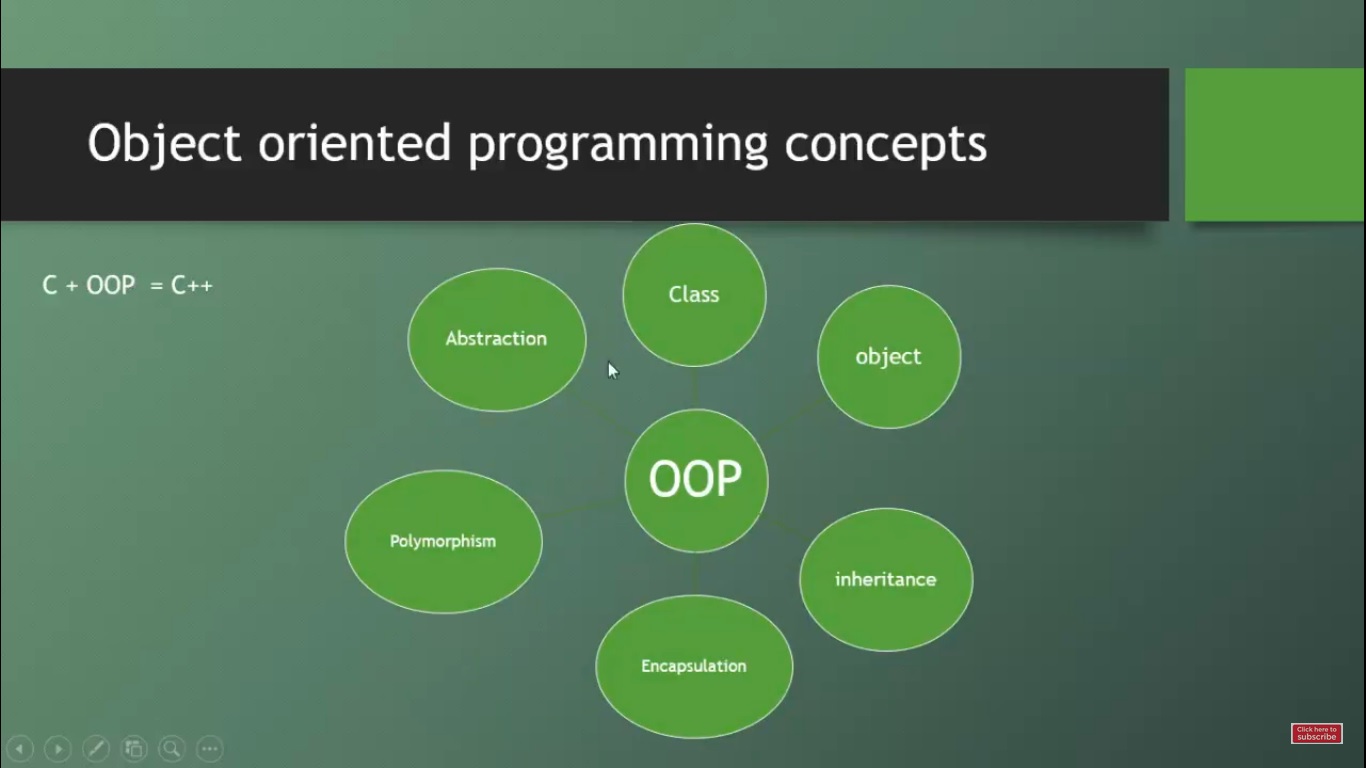 Object oriented programming concepts
C + OOP = C++
Class
Abstraction
object
OOP
Polymorphism
inheritance
Encapsulation
Click here to
subscribe